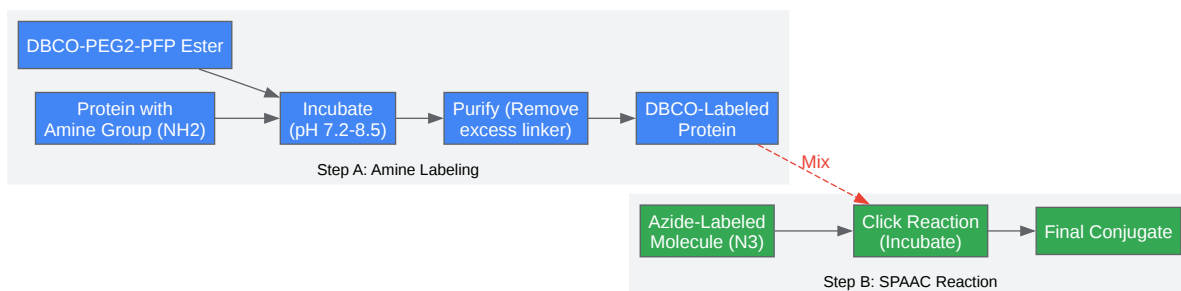 DBCO-PEG2-PFP Ester
Protein with
Amine Group (NH2)
Incubate
(pH 7.2-8.5)
Purify (Remove
excess linker)
DBCO-Labeled
Protein
Step A: Amine Labeling
Mix
Azide-Labeled
Molecule (N3)
Click Reaction
(Incubate)
Final Conjugate
Step B: SPAAC Reaction